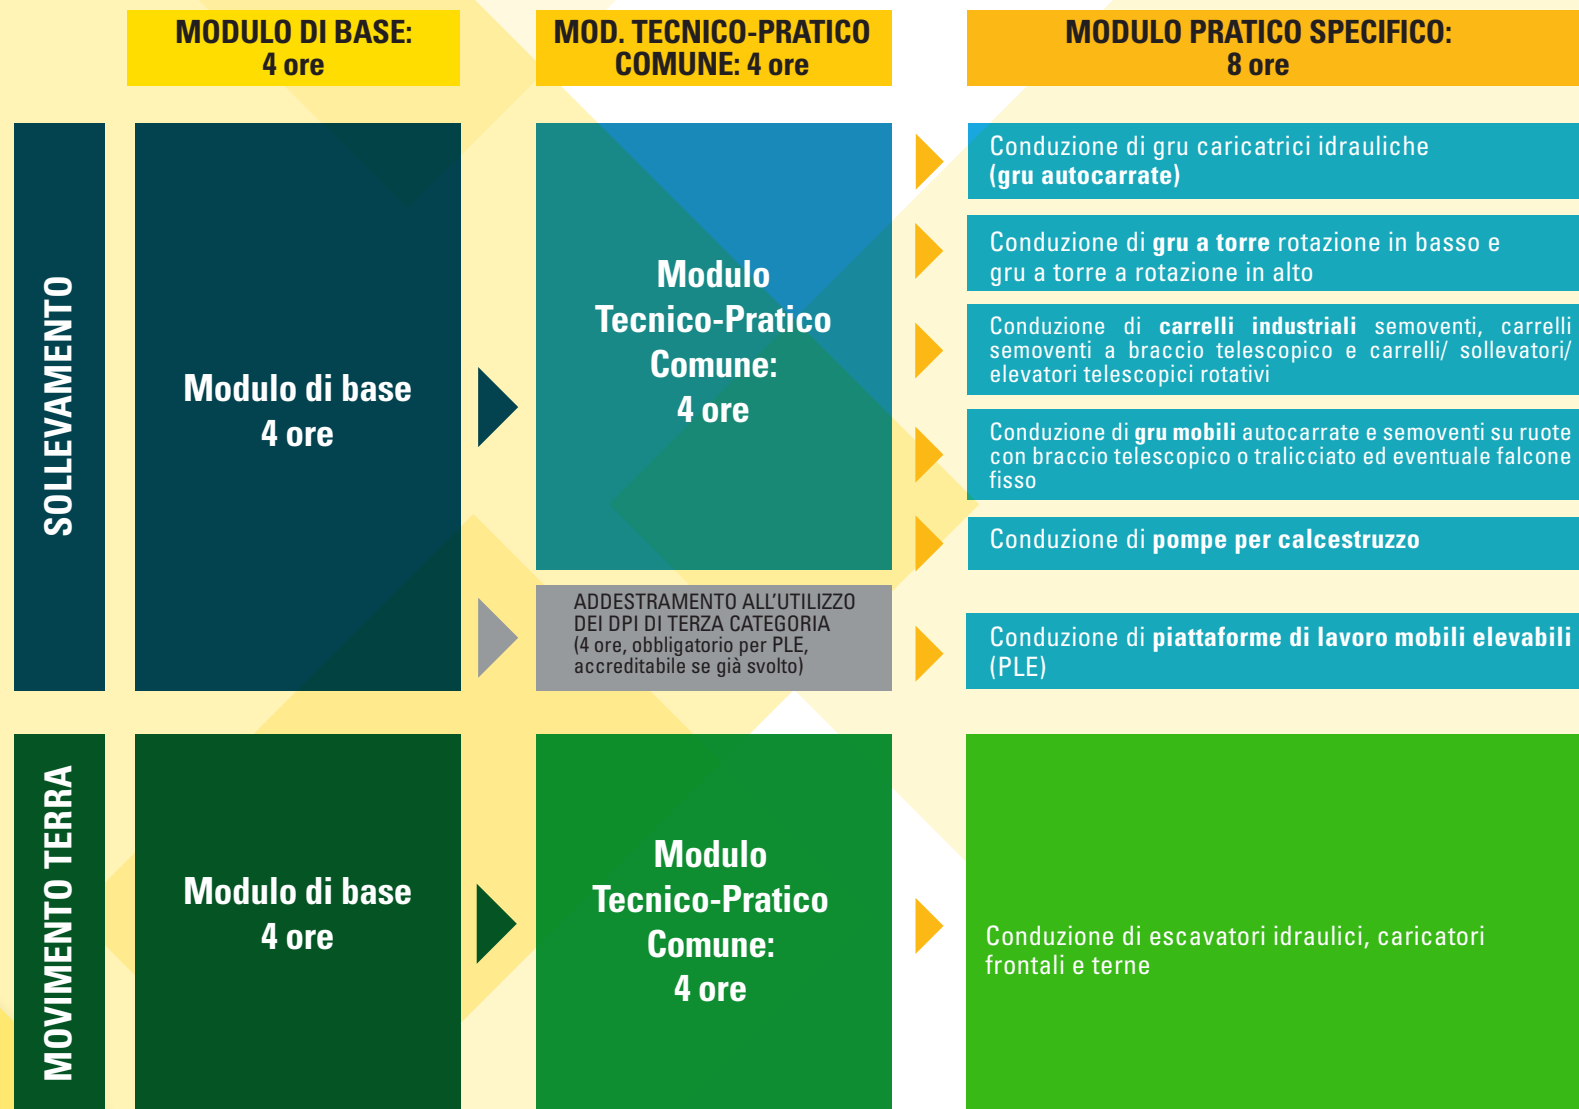 MODULO DI BASE:
4 ore
MOD. TECNICO-PRATICO
COMUNE: 4 ore
MODULO PRATICO SPECIFICO:
8 ore
SOLLEVAMENTO
Modulo di base
4 ore
Modulo
Tecnico-Pratico
Comune:
4 ore
ADDESTRAMENTO ALL'UTILIZZO
DEI DPI DI TERZA CATEGORIA
(4 ore, obbligatorio per PLE,
accreditabile se già svolto)
Conduzione di gru caricatrici idrauliche
(gru autocarrate)
Conduzione di gru a torre rotazione in basso e
gru a torre a rotazione in alto
Conduzione di carrelli industriali semoventi, carrelli
semoventi a braccio telescopico e carrelli/ sollevatori/
elevatori telescopici rotativi
Conduzione di gru mobili autocarrate e semoventi su ruote
con braccio telescopico o tralicciato ed eventuale falcone
fisso
Conduzione di pompe per calcestruzzo
Conduzione di piattaforme di lavoro mobili elevabili
(PLE)
MOVIMENTO TERRA
Modulo di base
4 ore
Modulo
Tecnico-Pratico
Comune:
4 ore
Conduzione di escavatori idraulici, caricatori
frontali e terne